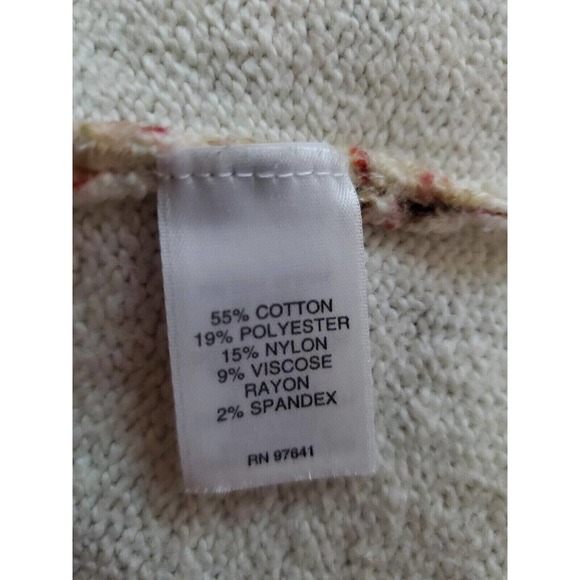 55% COTTON
19% POLYESTER
15% NYLON
9% VISCOSE
RAYON
2% SPANDEX
RN 97641